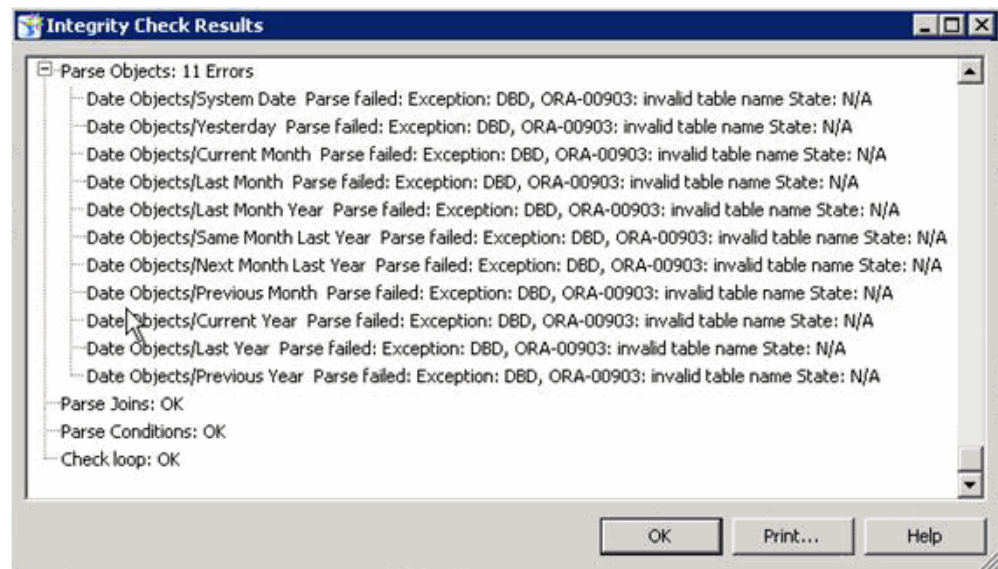 Integrity Check Results
Parse Objects: 11 Errors
Date Objects/System Date Parse failed: Exception: DBD, ORA-00903: invalid table name State: N/A
Date Objects/Yesterday Parse failed: Exception: DBD, ORA-00903: invalid table name State: N/A
Date Objects/Current Month Parse failed: Exception: DBD, ORA-00903: invalid table name State: N/A
Date Objects/Last Month Parse failed: Exception: DBD, ORA-00903: invalid table name State: N/A
Date Objects/Last Month Year Parse failed: Exception: DBD, ORA-00903: invalid table name State: N/A
Date Objects/Same Month Last Year Parse failed: Exception: DBD, ORA-00903: invalid table name State: N/A
Date Objects/Next Month Last Year Parse failed: Exception: DBD, ORA-00903: invalid table name State: N/A
Date Objects/Previous Month Parse failed: Exception: DBD, ORA-00903: invalid table name State: N/A
Date Objects/Current Year Parse failed: Exception: DBD, ORA-00903: invalid table name State: N/A
Date Objects/Last Year Parse failed: Exception: DBD, ORA-00903: invalid table name State: N/A
Date Objects/Previous Year Parse failed: Exception: DBD, ORA-00903: invalid table name State: N/A
Parse Joins: OK
Parse Conditions: OK
Check loop: OK
OK Print... Help